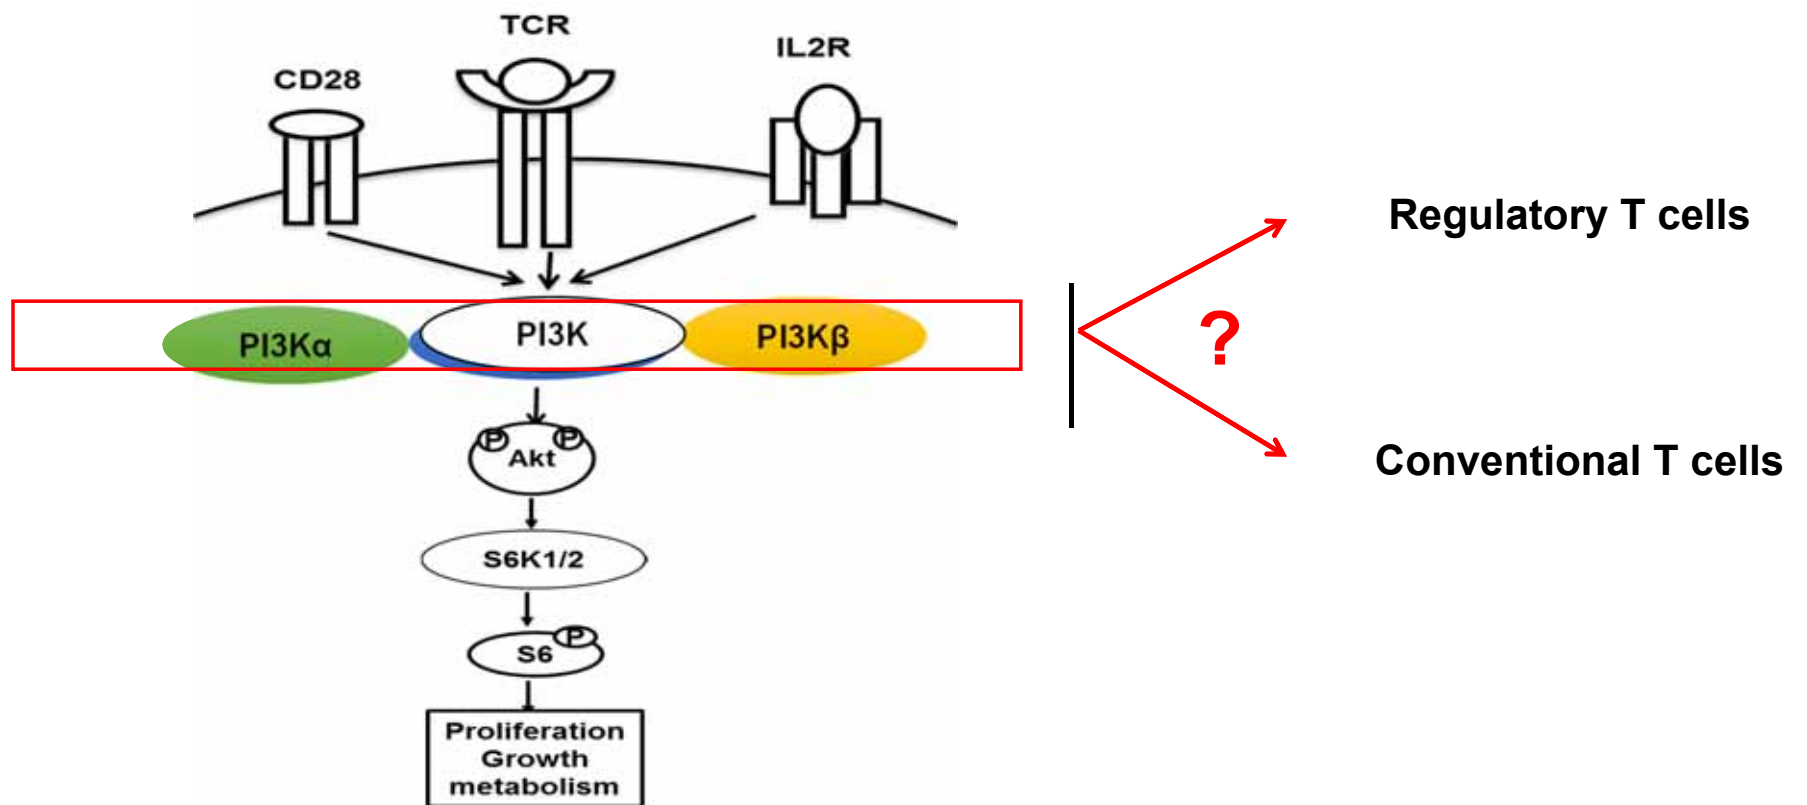 TCR
IL2R
CD28
Regulatory T cells
PI3Kα
PI3K
PI3Kβ
?
P
P
Akt
Conventional T cells
S6K1/2
P
S6
Proliferation
Growth
metabolism